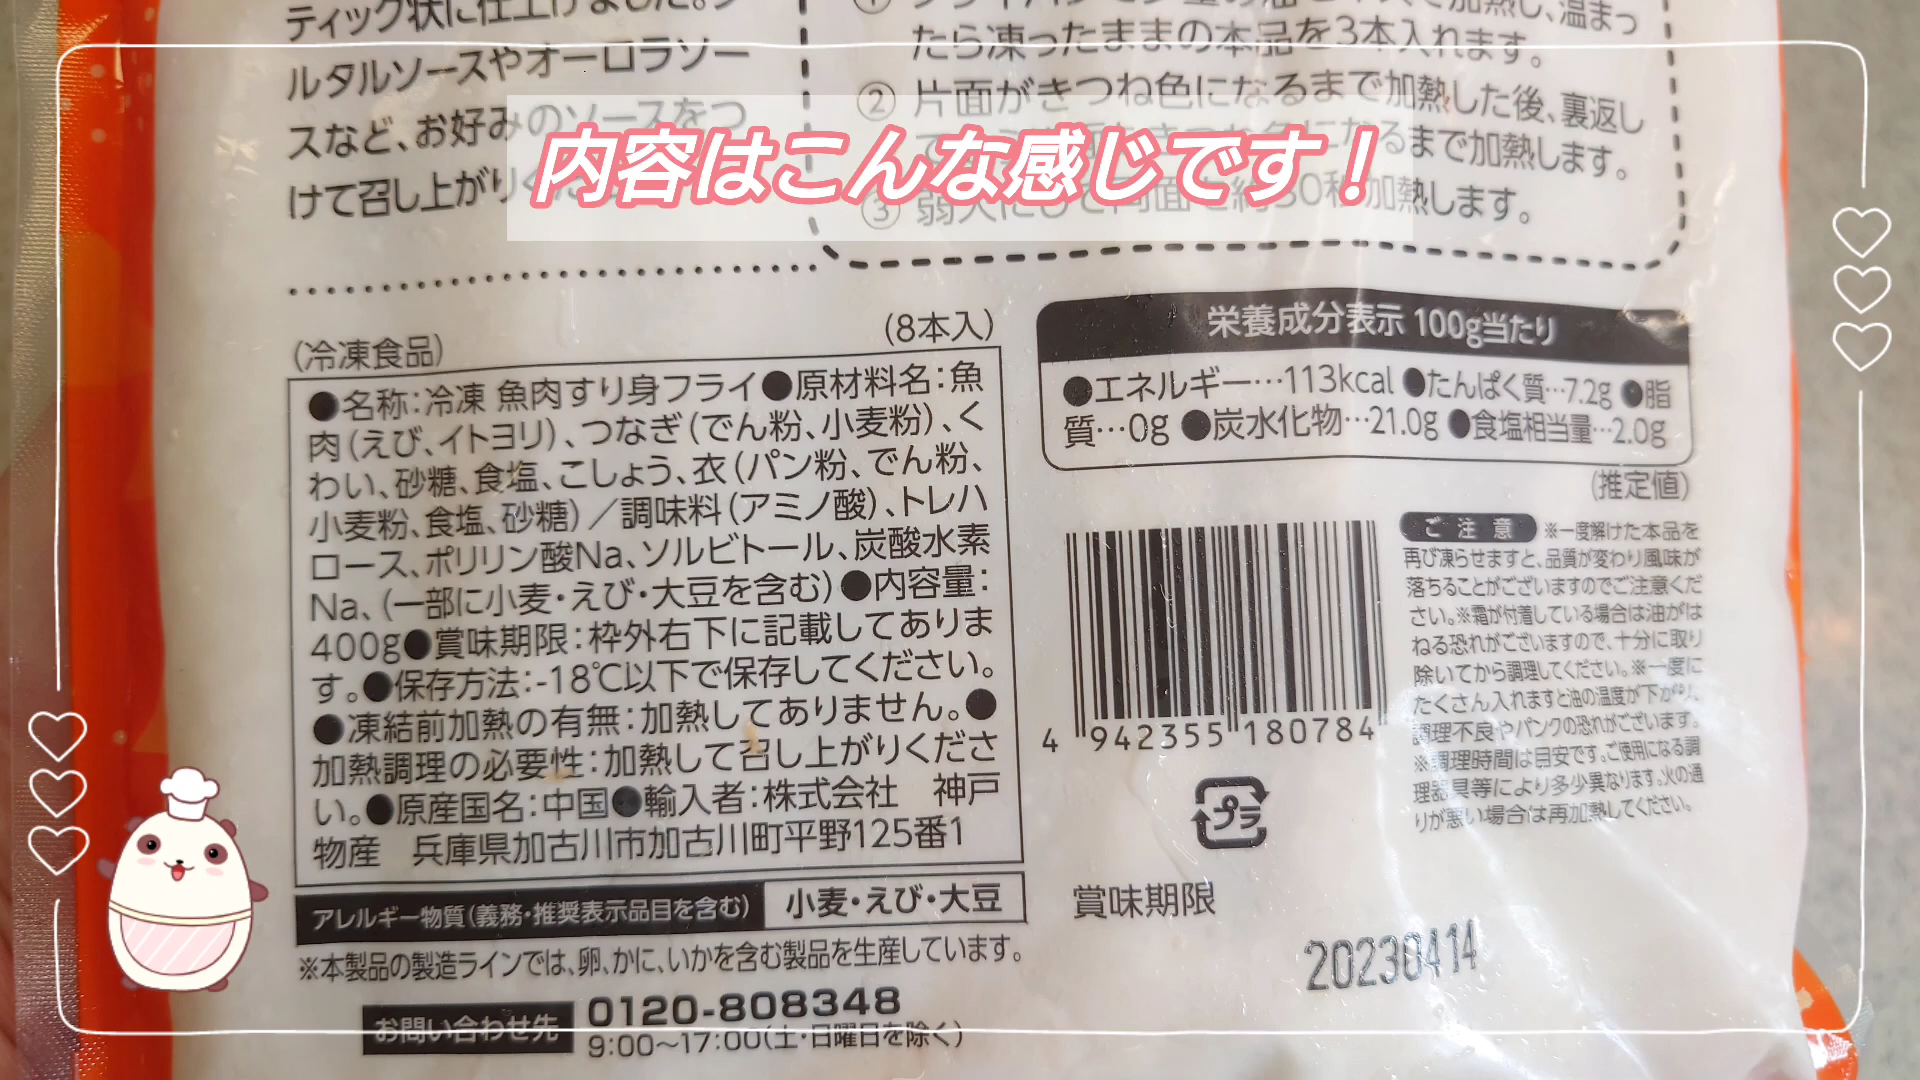 ティック状に仕上げました。
ルタルソースやオーロラソー
スなど、お好みのソースをつ
けて召し上がり
加熱し、温まっ
たら凍ったままの本品を3本入れます。
② 片面がきつね色になるまで加熱した後、裏返し
になるまで加熱します。
③ 弱火にして両面を約30秒加熱します。
内容はこんな感じです！
(冷凍食品)
(8本入)
●名称:冷凍 魚肉すり身フライ●原材料名:魚
肉(えび、イトヨリ)、つなぎ(でん粉、小麦粉)、く
わい、砂糖、食塩、こしょう、衣(パン粉、でん粉、
小麦粉、食塩、砂糖)／調味料(アミノ酸)、トレハ
ロース、ポリリン酸Na、ソルビトール、炭酸水素
Na、(一部に小麦・えび・大豆を含む)●内容量:
400g●賞味期限:枠外右下に記載してありま
す。●保存方法:-18℃以下で保存してください。
●凍結前加熱の有無:加熱してありません。●
加熱調理の必要性:加熱して召し上がりくださ
い。●原産国名:中国●輸入者:株式会社 神戸
物産 兵庫県加古川市加古川町平野125番1
アレルギー物質(義務・推奨表示品目を含む) 小麦・えび・大豆
※本製品の製造ラインでは、卵、かに、いかを含む製品を生産しています。
お問い合わせ先 0120-808348
9:00〜17:00(土・日曜日を除く)
栄養成分表示 100g当たり
●エネルギー…113kcal ●たんぱく質…7.2g ●脂
質…0g ●炭水化物…21.0g ●食塩相当量…2.0g
(推定値)
4 942355 180784
プラ
ご注意 ※一度解けた本品を
再び凍らせますと、品質が変わり風味が
落ちることがございますのでご注意くだ
さい。※霜が付着している場合は油がは
ねる恐れがございますので、十分に取り
除いてから調理してください。※一度に
たくさん入れますと油の温度が下がり、
調理不良やパンクの恐れがございます。
※調理時間は目安です。ご使用になる調
理器具等により多少異なります。火の通
りが悪い場合は再加熱してください。
賞味期限
20230414